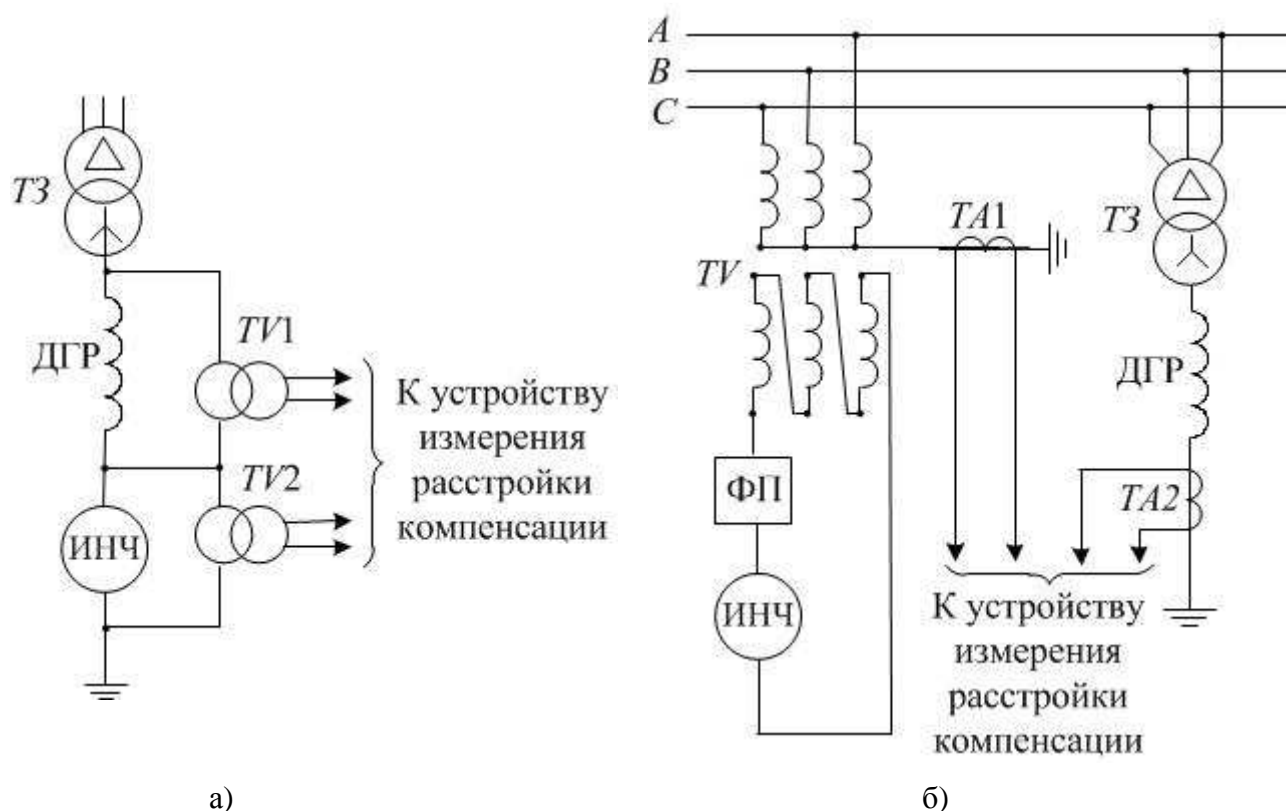 ТЗ
ДГР
TV1
TV2
ИНЧ
К устройству
измерения
расстройки
компенсации
а)
A
B
C
TV
TA1
ТЗ
ДГР
TA2
ФП
ИНЧ
К устройству
измерения
расстройки
компенсации
б)